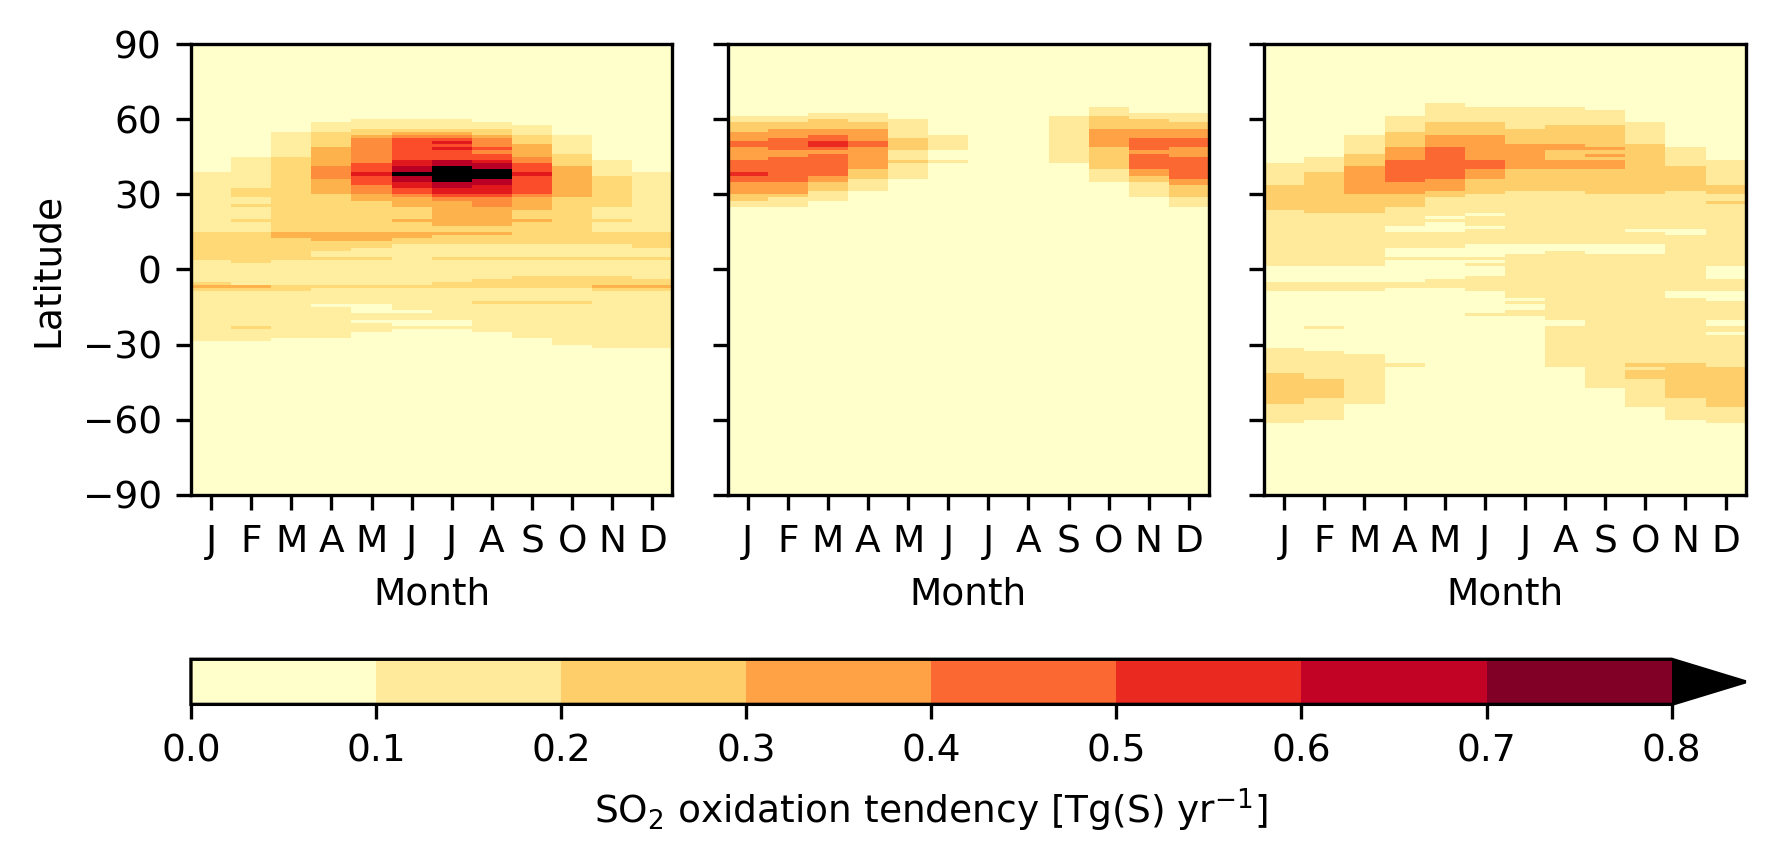 90
60
30
0
−30
−60
−90
Latitude
J F M A M J J A S O N D
J F M A M J J A S O N D
J F M A M J J A S O N D
Month
Month
Month
0.0 0.1 0.2 0.3 0.4 0.5 0.6 0.7 0.8
SO₂ oxidation tendency [Tg(S) yr⁻¹]